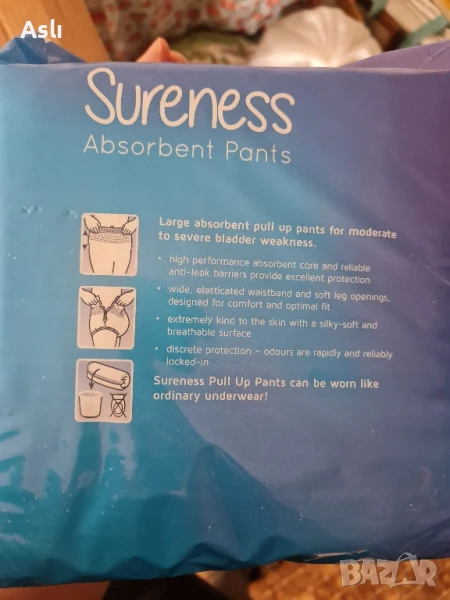 Aslı
Sureness
Absorbent Pants
Large absorbent pull up pants for moderate
to severe bladder weakness.
• high performance absorbent core and reliable
anti-leak barriers provide excellent protection
• wide, elasticated waistband and soft leg openings,
designed for comfort and optimal fit
• extremely kind to the skin with a silky-soft and
breathable surface
• discrete protection – odours are rapidly and reliably
locked-in
Sureness Pull Up Pants can be worn like
ordinary underwear!
BAZAR